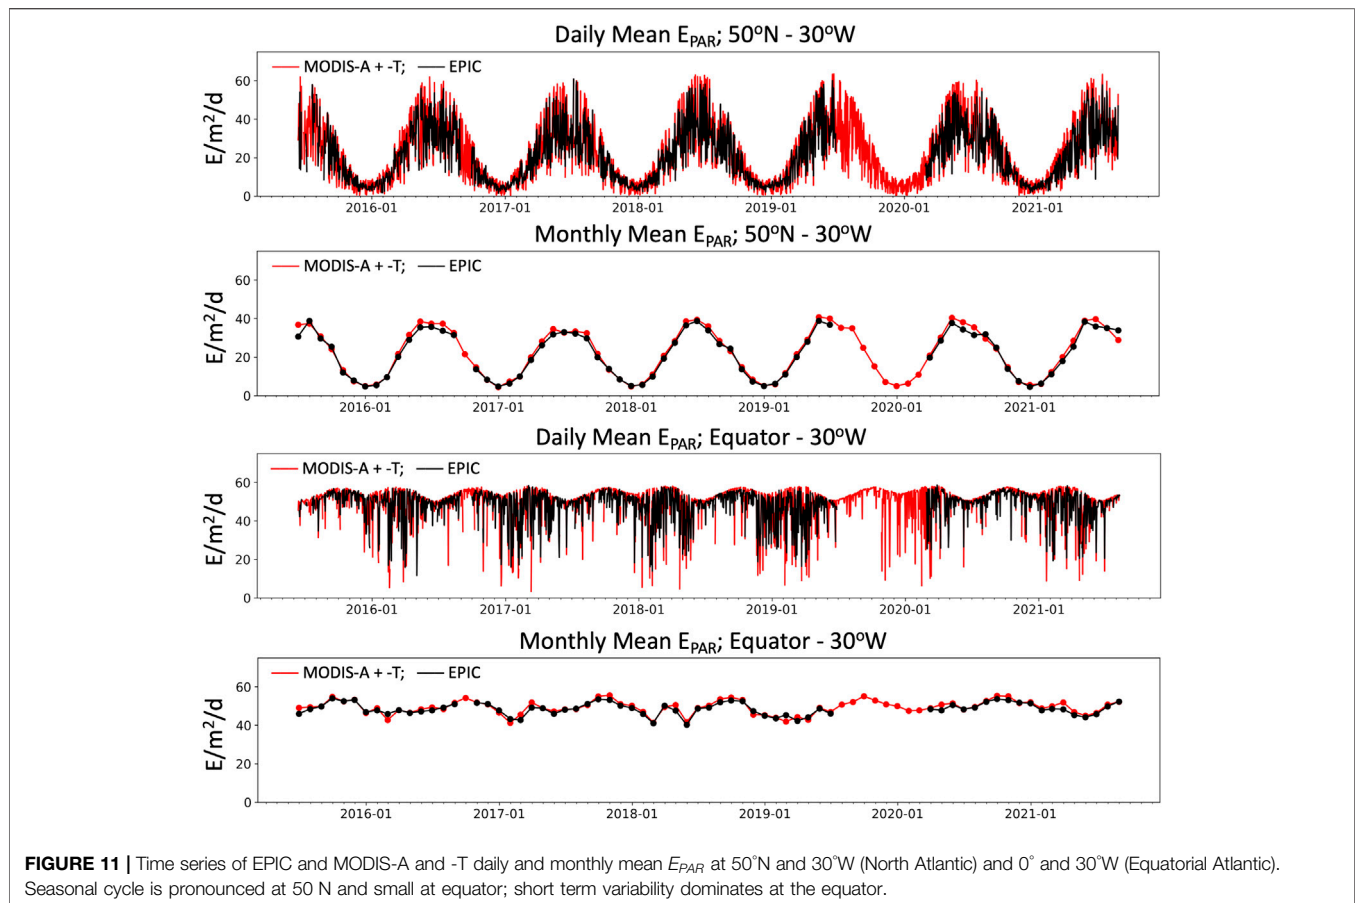 Daily Mean E_PAR; 50°N - 30°W
MODIS-A + -T; EPIC
E/m²/d
60
40
20
0
2016-01 2017-01 2018-01 2019-01 2020-01 2021-01
Monthly Mean E_PAR; 50°N - 30°W
MODIS-A + -T; EPIC
E/m²/d
60
40
20
0
2016-01 2017-01 2018-01 2019-01 2020-01 2021-01
Daily Mean E_PAR; Equator - 30°W
MODIS-A + -T; EPIC
E/m²/d
60
40
20
0
2016-01 2017-01 2018-01 2019-01 2020-01 2021-01
Monthly Mean E_PAR; Equator - 30°W
MODIS-A + -T; EPIC
E/m²/d
60
40
20
0
2016-01 2017-01 2018-01 2019-01 2020-01 2021-01
FIGURE 11 | Time series of EPIC and MODIS-A and -T daily and monthly mean E_PAR at 50°N and 30°W (North Atlantic) and 0° and 30°W (Equatorial Atlantic).
Seasonal cycle is pronounced at 50 N and small at equator; short term variability dominates at the equator.